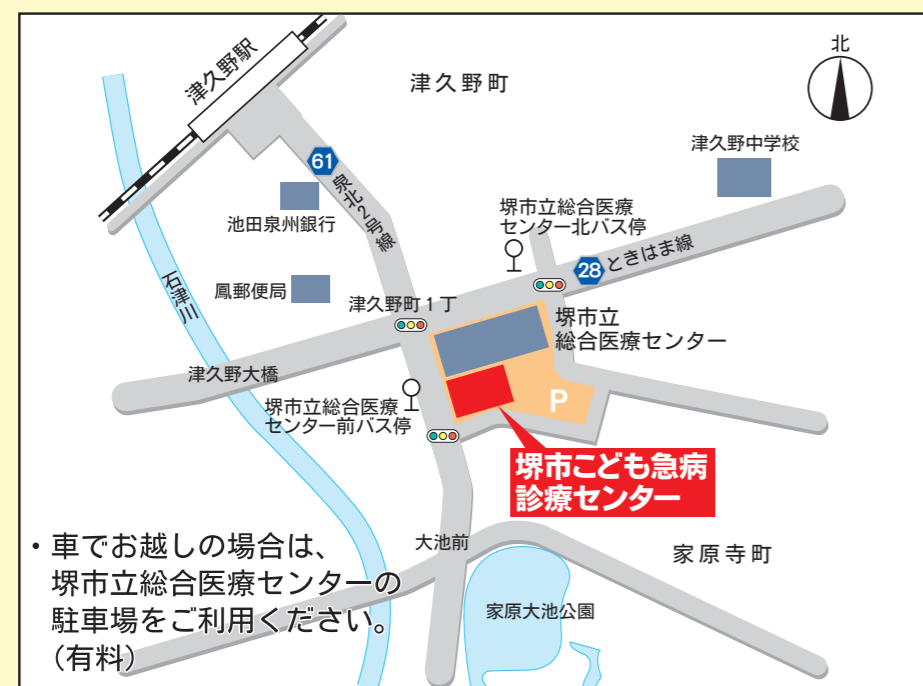 津久野駅
津久野町
北
津久野中学校
61
泉北2号線
池田泉州銀行
堺市立総合医療
センター北バス停
28
ときはま線
石津川
鳳郵便局
津久野町1丁
堺市立
総合医療センター
津久野大橋
P
堺市立総合医療
センター前バス停
堺市こども急病
診療センター
大池前
家原寺町
家原大池公園
・車でお越しの場合は、
堺市立総合医療センターの
駐車場をご利用ください。
(有料)